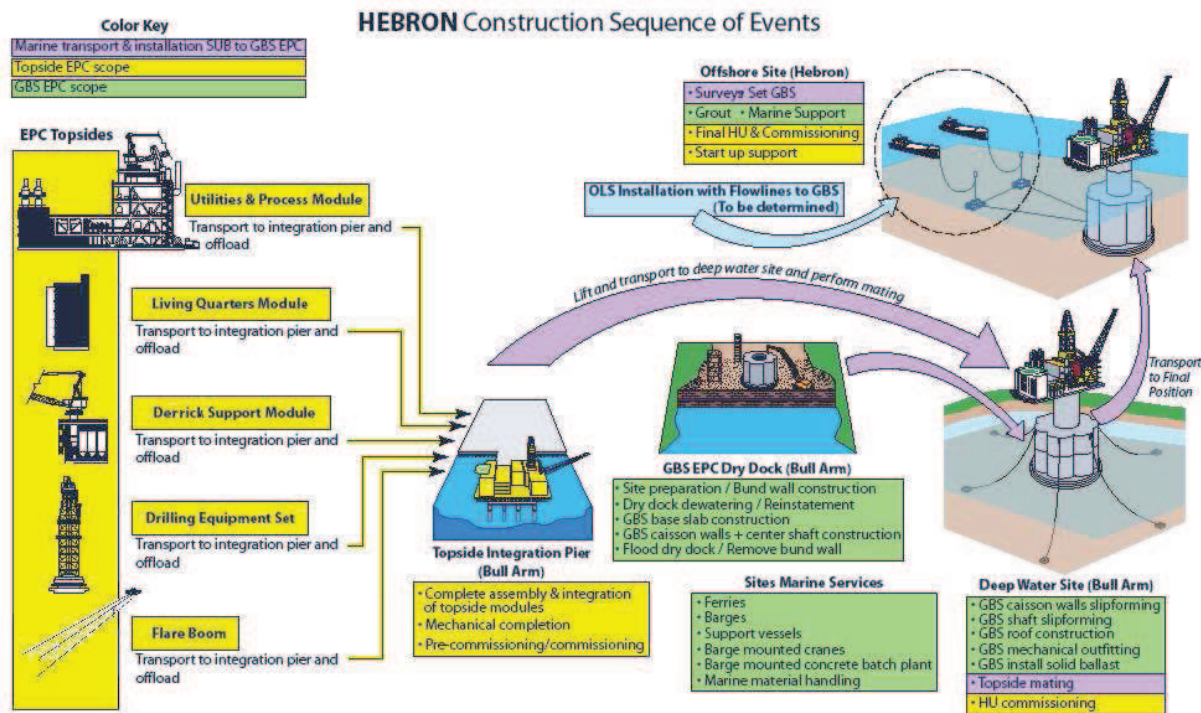 HEBRON Construction Sequence of Events
Color Key
Marine transport & installation SUB to GBS EPC
Topside EPC scope
GBS EPC scope
EPC Topsides
Utilities & Process Module
Transport to integration pier and
offload
Living Quarters Module
Transport to integration pier and
offload
Derrick Support Module
Transport to integration pier and
offload
Drilling Equipment Set
Transport to integration pier and
offload
Flare Boom
Transport to integration pier and
offload
Topside Integration Pier
(Bull Arm)
• Complete assembly & integration
of topside modules
• Mechanical completion
• Pre-commissioning/commissioning
Lift and transport to deep water site and perform mating
GBS EPC Dry Dock (Bull Arm)
• Site preparation / Bund wall construction
• Dry dock dewatering / Reinstatement
• GBS base slab construction
• GBS caisson walls + center shaft construction
• Flood dry dock / Remove bund wall
Sites Marine Services
• Ferries
• Barges
• Support vessels
• Barge mounted cranes
• Barge mounted concrete batch plant
• Marine material handling
Offshore Site (Hebron)
• Surveys• Set GBS
• Grout • Marine Support
• Final HU & Commissioning
• Start up support
OLS Installation with Flowlines to GBS
(To be determined)
Transport
to Final
Position
Deep Water Site (Bull Arm)
• GBS caisson walls slipforming
• GBS shaft slipforming
• GBS roof construction
• GBS mechanical outfitting
• GBS install solid ballast
• Topside mating
• HU commissioning